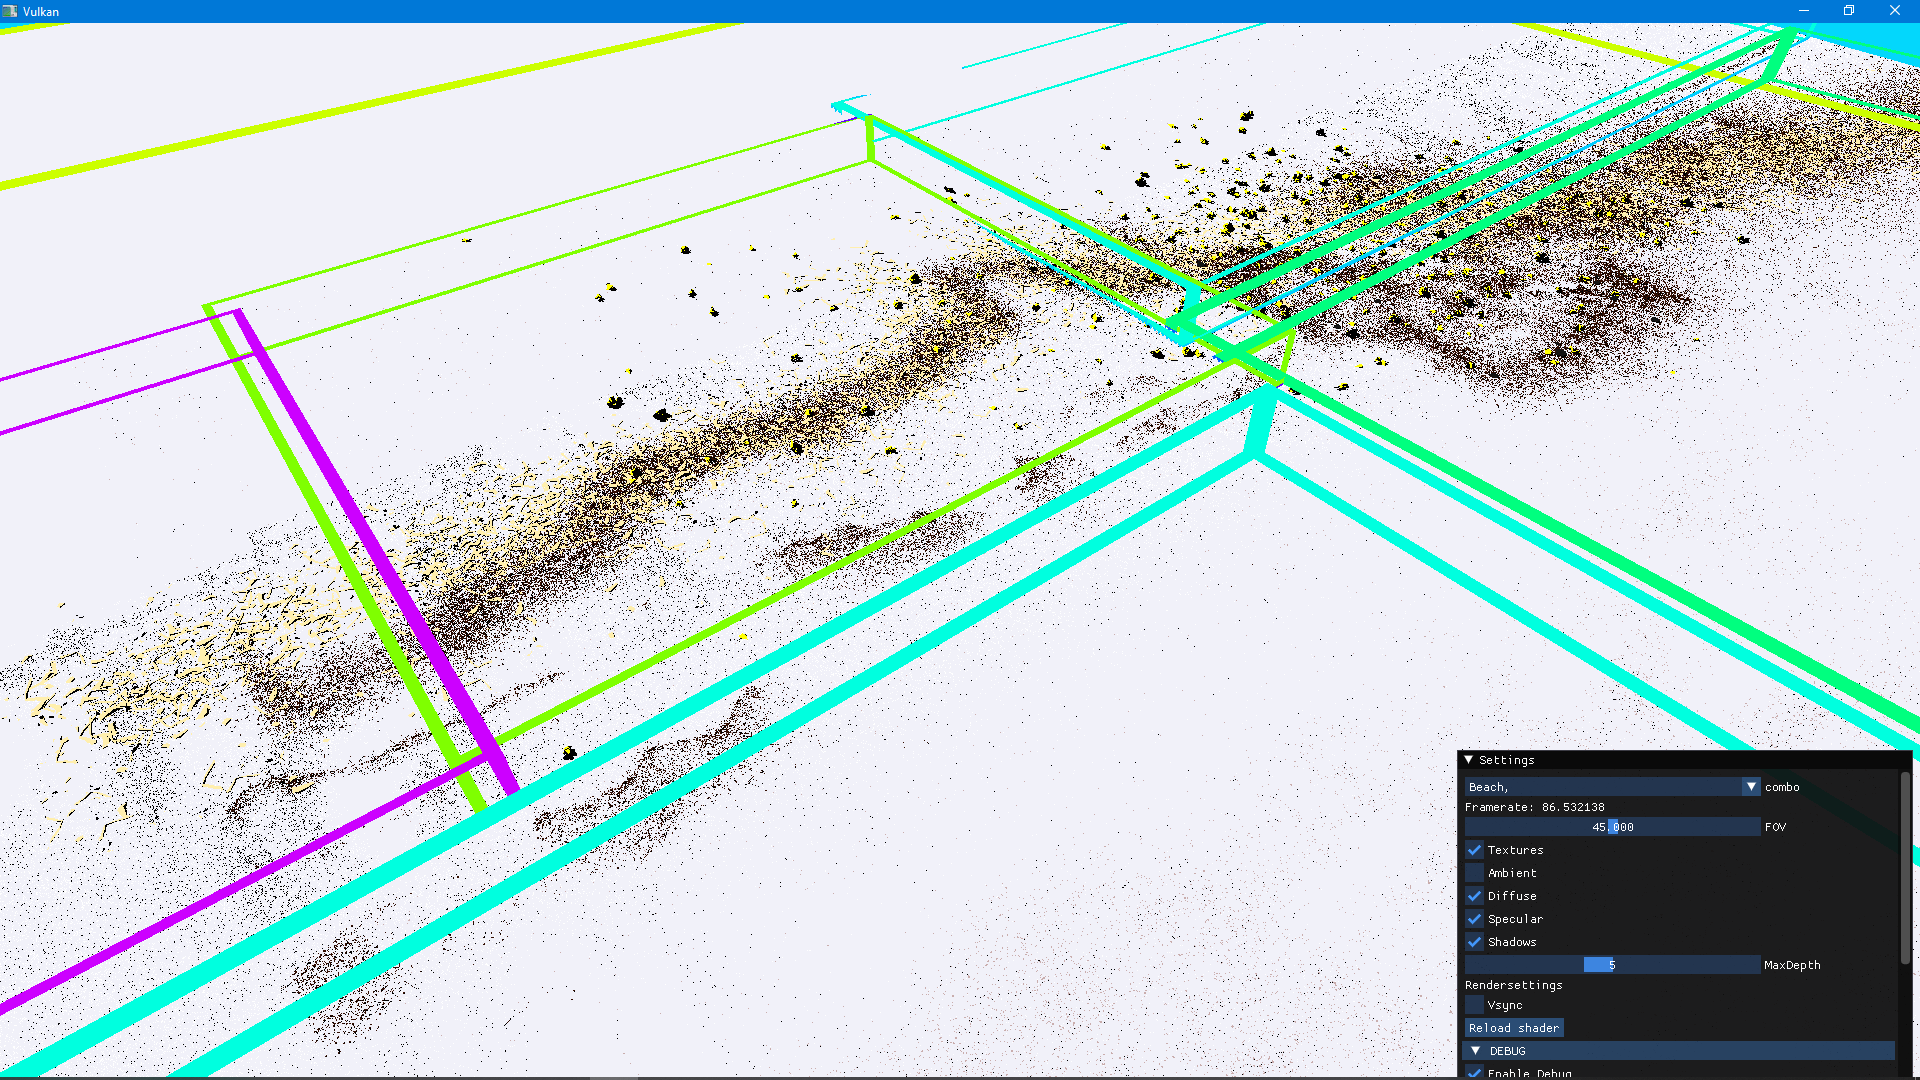 Vulkan
Settings
Beach, combo
Framerate: 86.532138
45.000 FOV
Textures
Ambient
Diffuse
Specular
Shadows
5 MaxDepth
Rendersettings
Vsync
Reload shader
DEBUG
Enable Debug